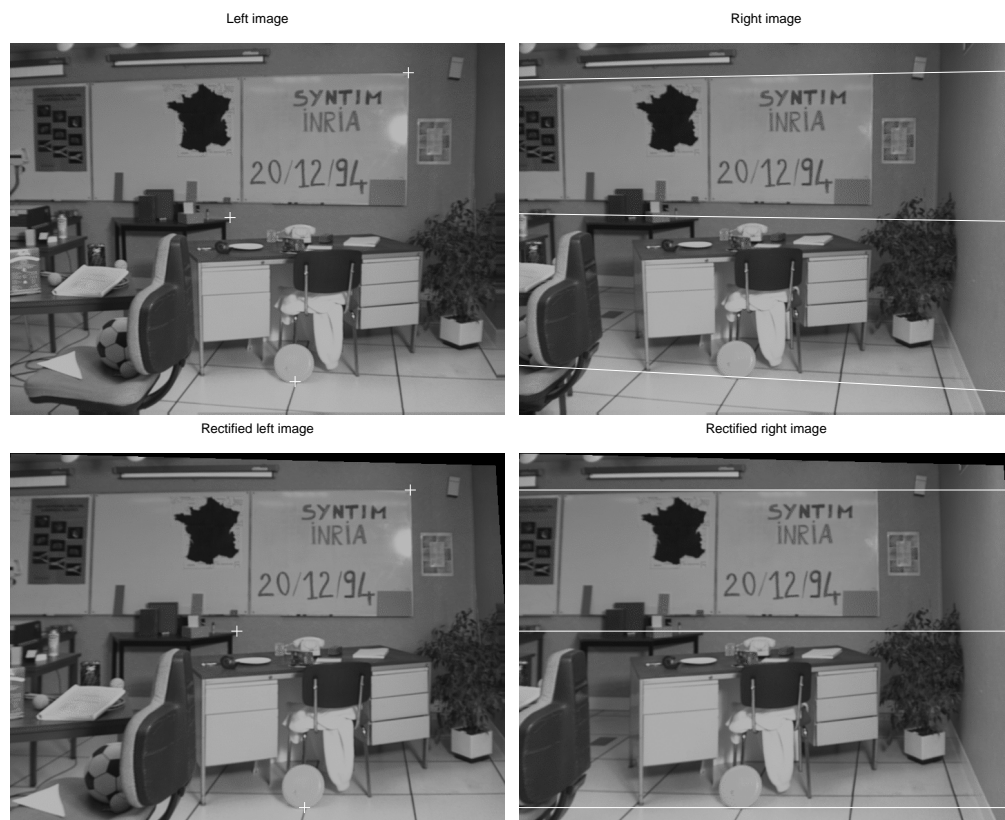 Left image
Right image
SYNTIM
INRIA
20/12/94
SYNTIM
INRIA
20/12/94
Rectified left image
Rectified right image
SYNTIM
INRIA
20/12/94
SYNTIM
INRIA
20/12/94